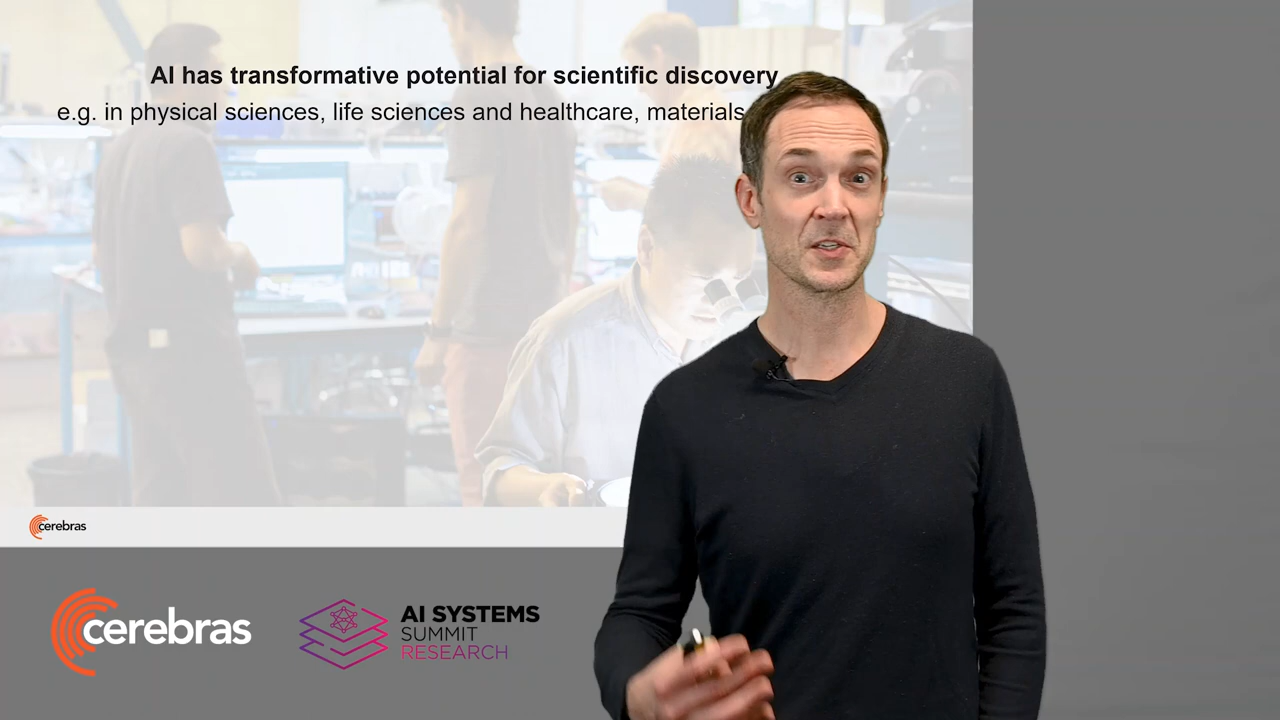 AI has transformative potential for scientific discovery
e.g. in physical sciences, life sciences and healthcare, materials
cerebras
cerebras
AI SYSTEMS
SUMMIT
RESEARCH